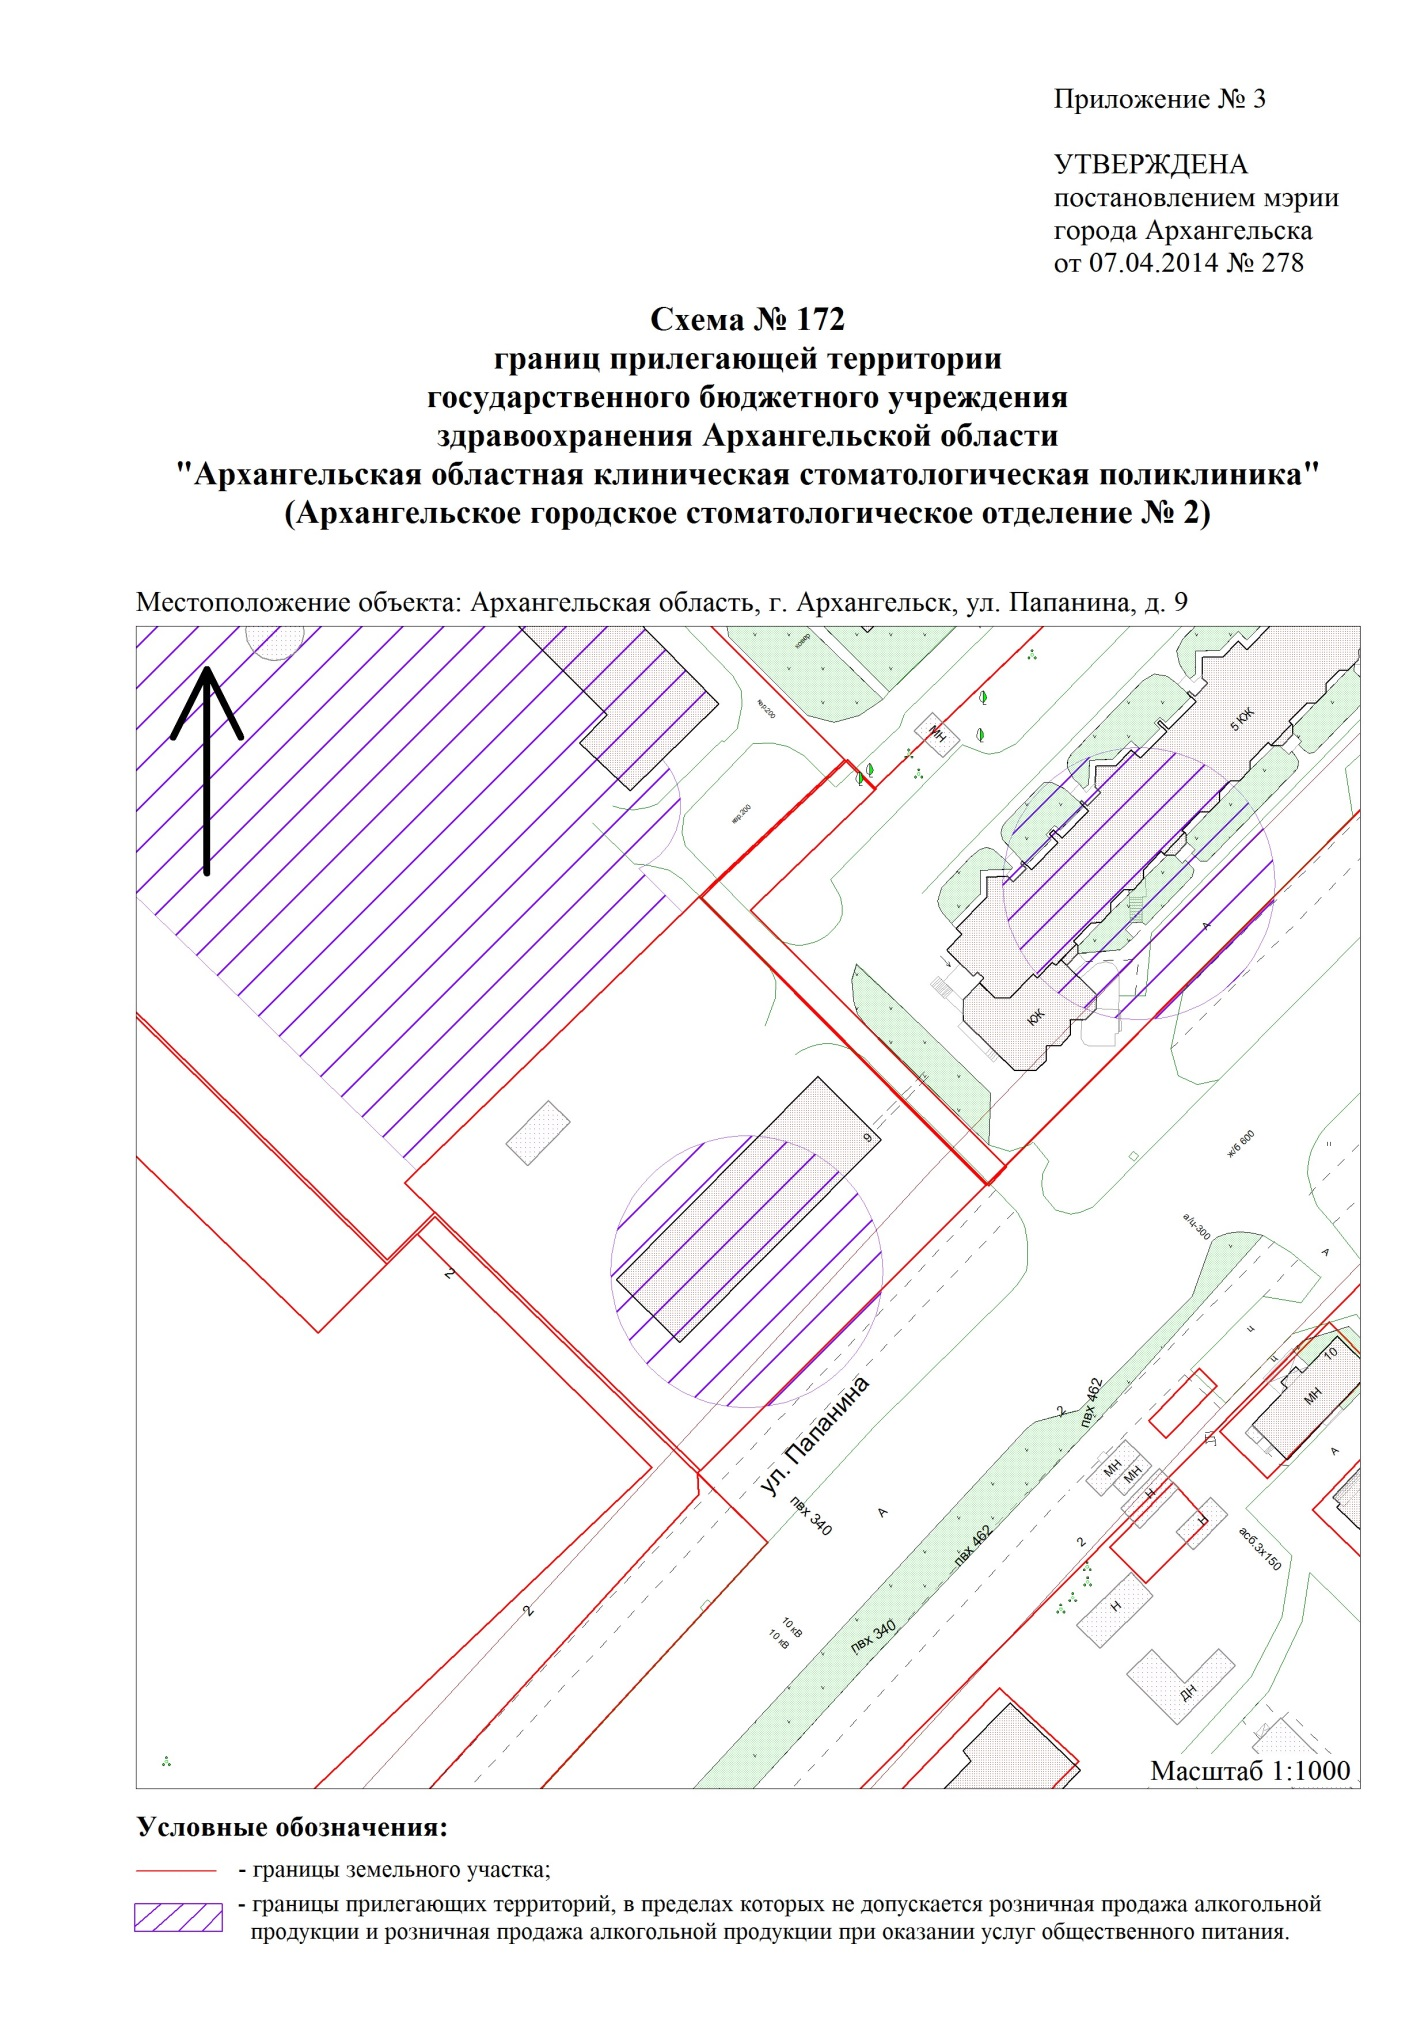 Приложение № 3
УТВЕРЖДЕНА
постановлением мэрии
города Архангельска
от 07.04.2014 № 278
Схема № 172
границ прилегающей территории
государственного бюджетного учреждения
здравоохранения Архангельской области
"Архангельская областная клиническая стоматологическая поликлиника"
(Архангельское городское стоматологическое отделение № 2)
Местоположение объекта: Архангельская область, г. Архангельск, ул. Папанина, д. 9
ковер
кер.200
МН
5 КЖ
кер.200
А
КЖ
9
ж/б 600
а/ц-300
А
2
ц
ц
10
МН
2
пвх 462
А
ул. Папанина
МН
МН
Н
Н
пвх 340
А
пвх 462
2
асб.3х150
2
Н
10 кВ
10 кВ
пвх 340
ДН
Масштаб 1:1000
Условные обозначения:
- границы земельного участка;
- границы прилегающих территорий, в пределах которых не допускается розничная продажа алкогольной
продукции и розничная продажа алкогольной продукции при оказании услуг общественного питания.